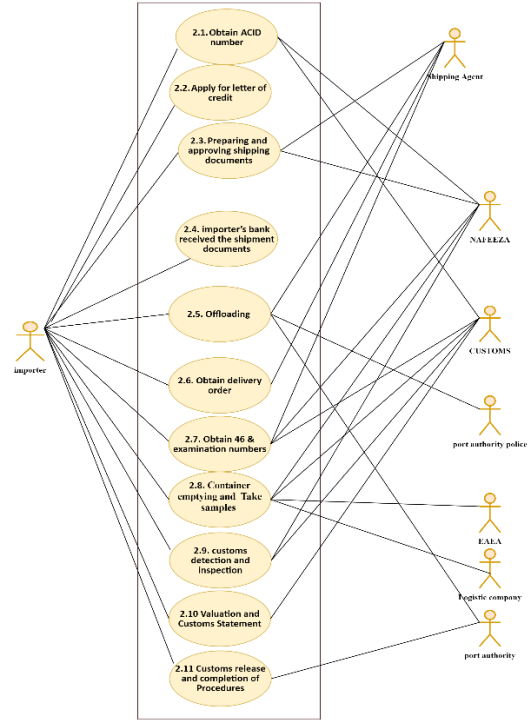 2.1. Obtain ACID
number
2.2. Apply for letter of
credit
2.3. Preparing and
approving shipping
documents
2.4. importer's bank
received the shipment
documents
2.5. Offloading
2.6. Obtain delivery
order
2.7. Obtain 46 &
examination numbers
2.8. Container
emptying and Take
samples
2.9. customs
detection and
inspection
2.10 Valuation and
Customs Statement
2.11 Customs release
and completion of
Procedures
importer
Shipping Agent
NAFEEZA
CUSTOMS
port authority police
EAEA
Logistic company
port authority